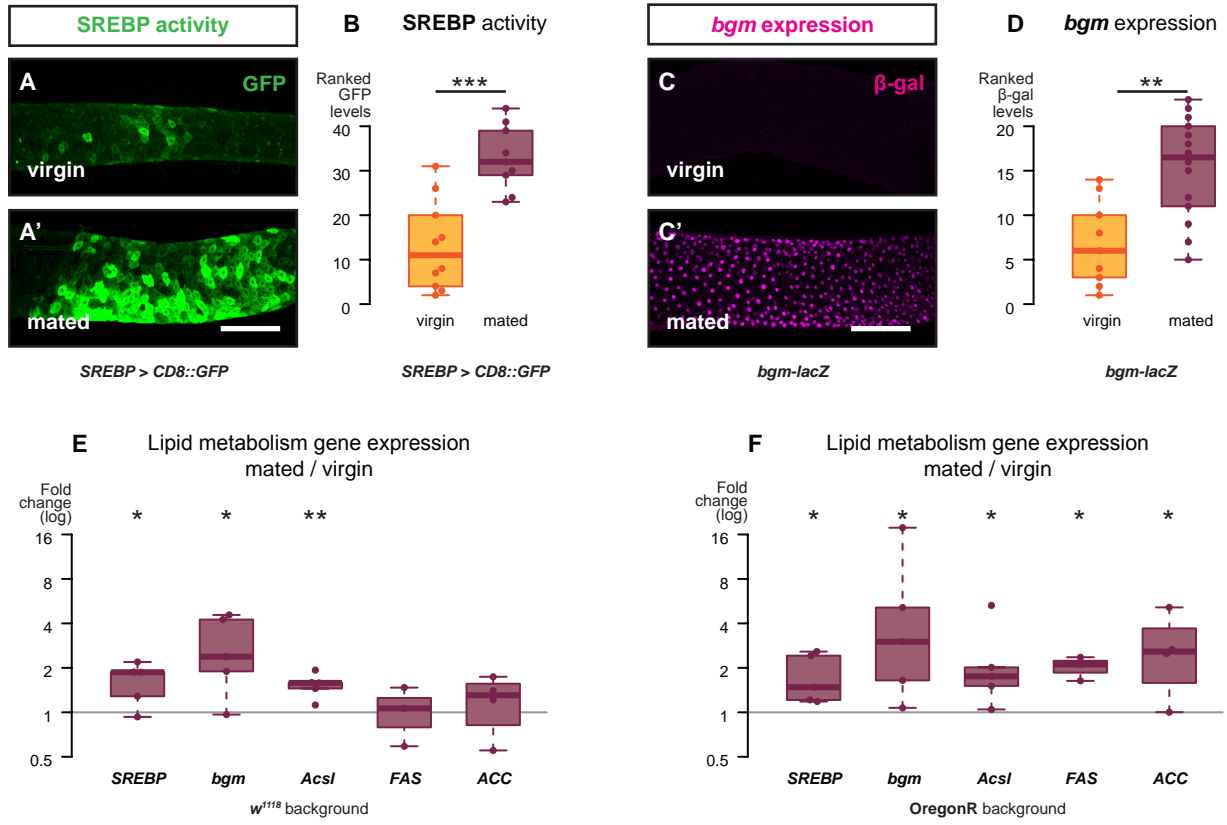 SREBP activity
A
GFP
virgin
A'
mated
SREBP > CD8::GFP
B
SREBP activity
Ranked
GFP
levels
***
40
30
20
10
0
virgin mated
SREBP > CD8::GFP
bgm expression
C
β-gal
virgin
C'
mated
bgm-lacZ
D
bgm expression
Ranked
β-gal
levels
**
20
15
10
5
0
virgin mated
bgm-lacZ
E
Lipid metabolism gene expression
mated / virgin
Fold
change
(log)
* * **
16
8
4
2
1
0.5
SREBP bgm Acsl FAS ACC
w1118 background
F
Lipid metabolism gene expression
mated / virgin
Fold
change
(log)
* * * * *
16
8
4
2
1
0.5
SREBP bgm Acsl FAS ACC
OregonR background